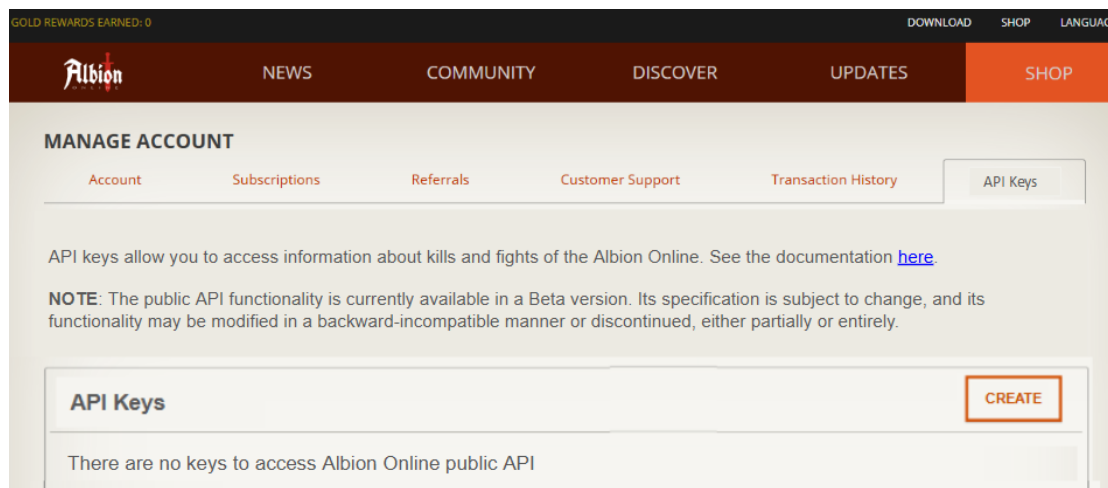 GOLD REWARDS EARNED: 0
DOWNLOAD SHOP LANGUAG
Albion
ONLINE
NEWS COMMUNITY DISCOVER UPDATES SHOP
MANAGE ACCOUNT
Account Subscriptions Referrals Customer Support Transaction History API Keys
API keys allow you to access information about kills and fights of the Albion Online. See the documentation here.
NOTE: The public API functionality is currently available in a Beta version. Its specification is subject to change, and its
functionality may be modified in a backward-incompatible manner or discontinued, either partially or entirely.
API Keys
CREATE
There are no keys to access Albion Online public API